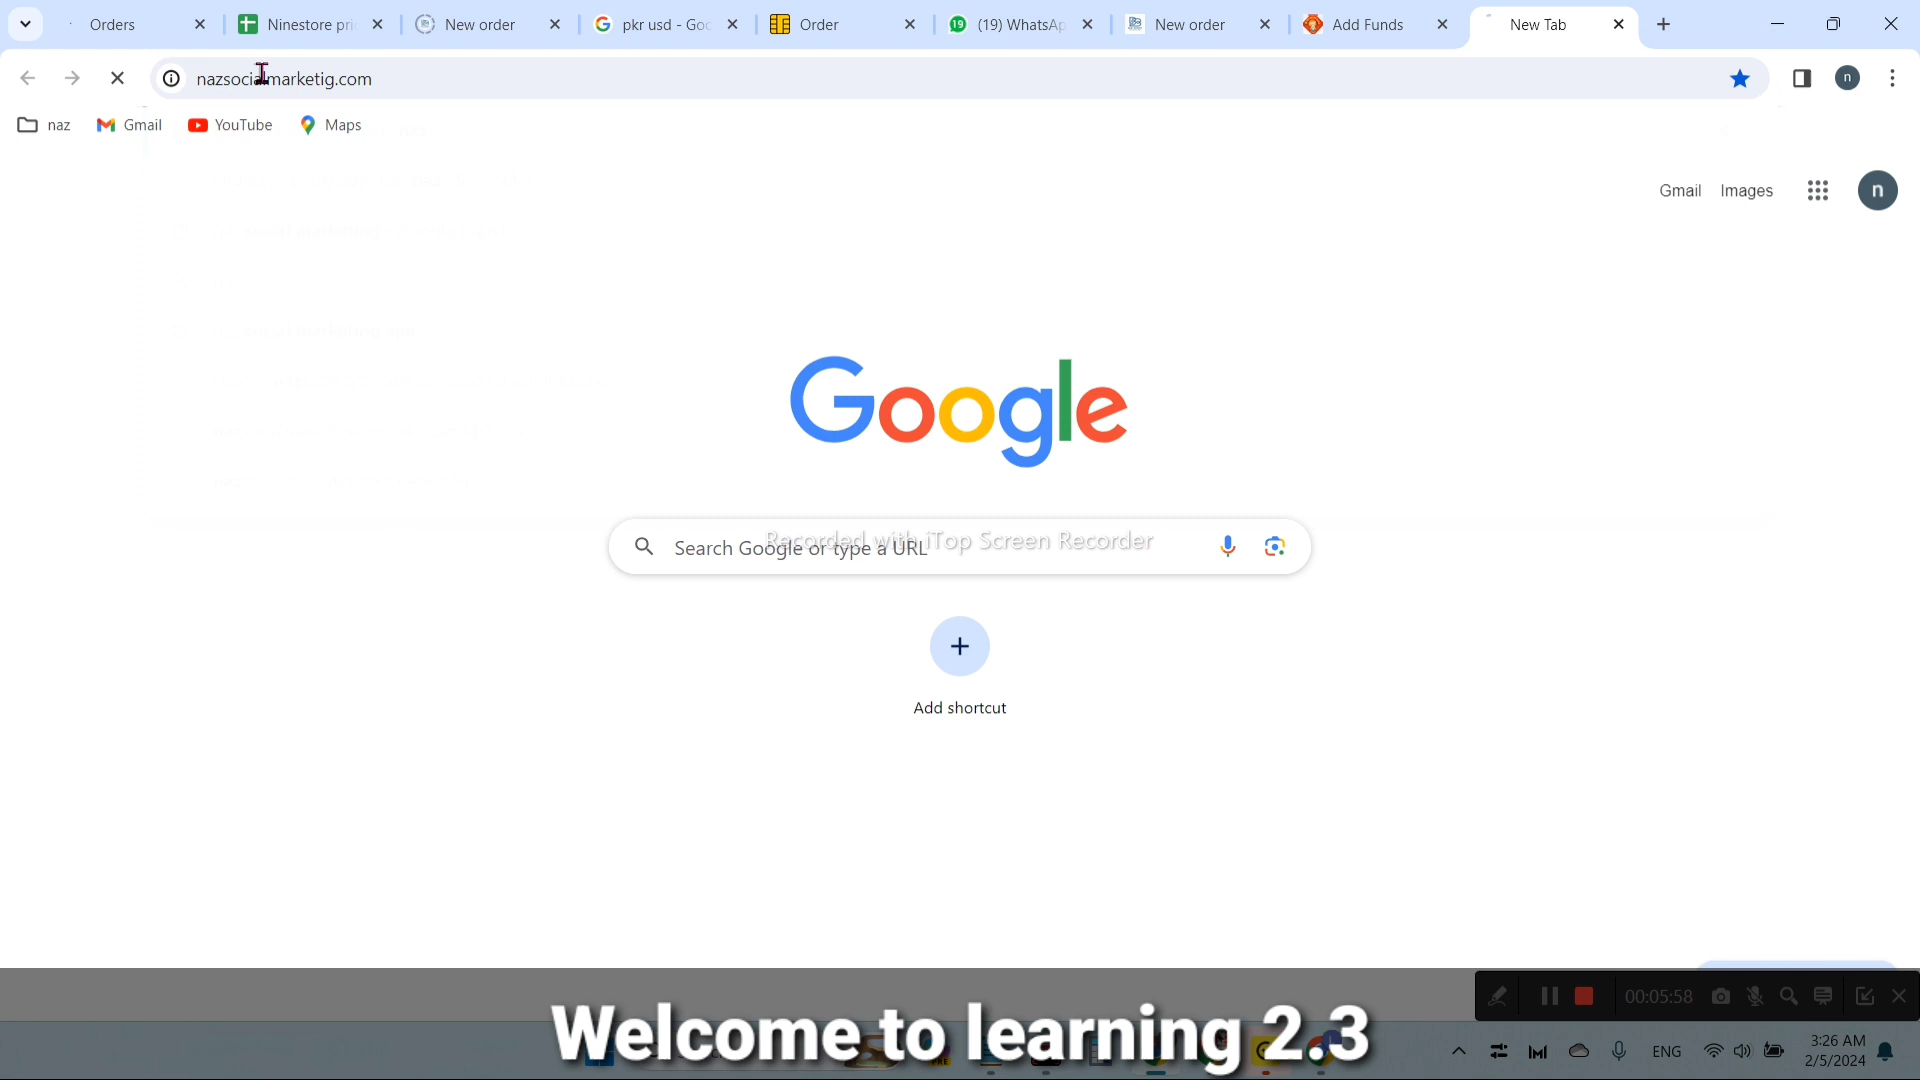 Orders
Ninestore pri
New order
pkr usd - Goo
Order
(19) WhatsAp
New order
Add Funds
New Tab
nazsocialmarketig.com
n
naz
Gmail
YouTube
Maps
Gmail
Images
n
Google
Search Google or type a URL
Recorded with iTop Screen Recorder
Add shortcut
00:05:58
Welcome to learning 2.3
ENG
3:26 AM
2/5/2024